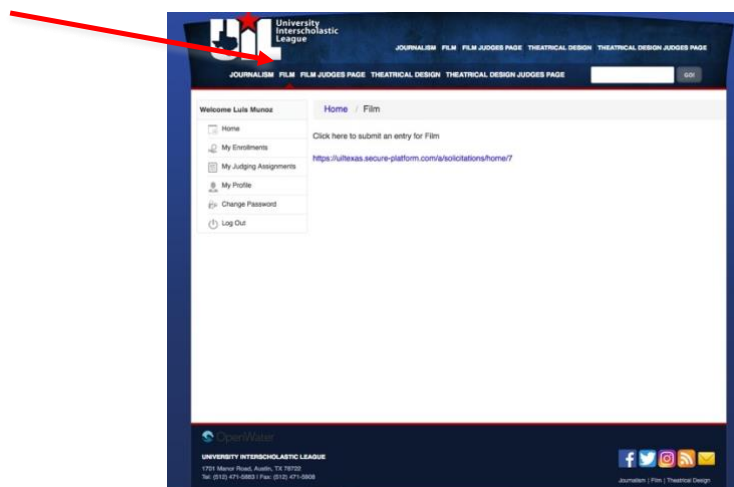 University
Interscholastic
League
JOURNALISM FILM FILM JUDGES PAGE THEATRICAL DESIGN THEATRICAL DESIGN JUDGES PAGE
JOURNALISM FILM FILM JUDGES PAGE THEATRICAL DESIGN THEATRICAL DESIGN JUDGES PAGE GO!
Welcome Luis Munoz
Home / Film
Home
My Enrollments
My Judging Assignments
My Profile
Change Password
Log Out
Click here to submit an entry for Film
https://uiltexas.secure-platform.com/a/solicitations/home/7
OpenWater
UNIVERSITY INTERSCHOLASTIC LEAGUE
1701 Manor Road, Austin, TX 78722
Tel: (512) 471-5883 | Fax: (512) 471-5908
Journalism | Film | Theatrical Design